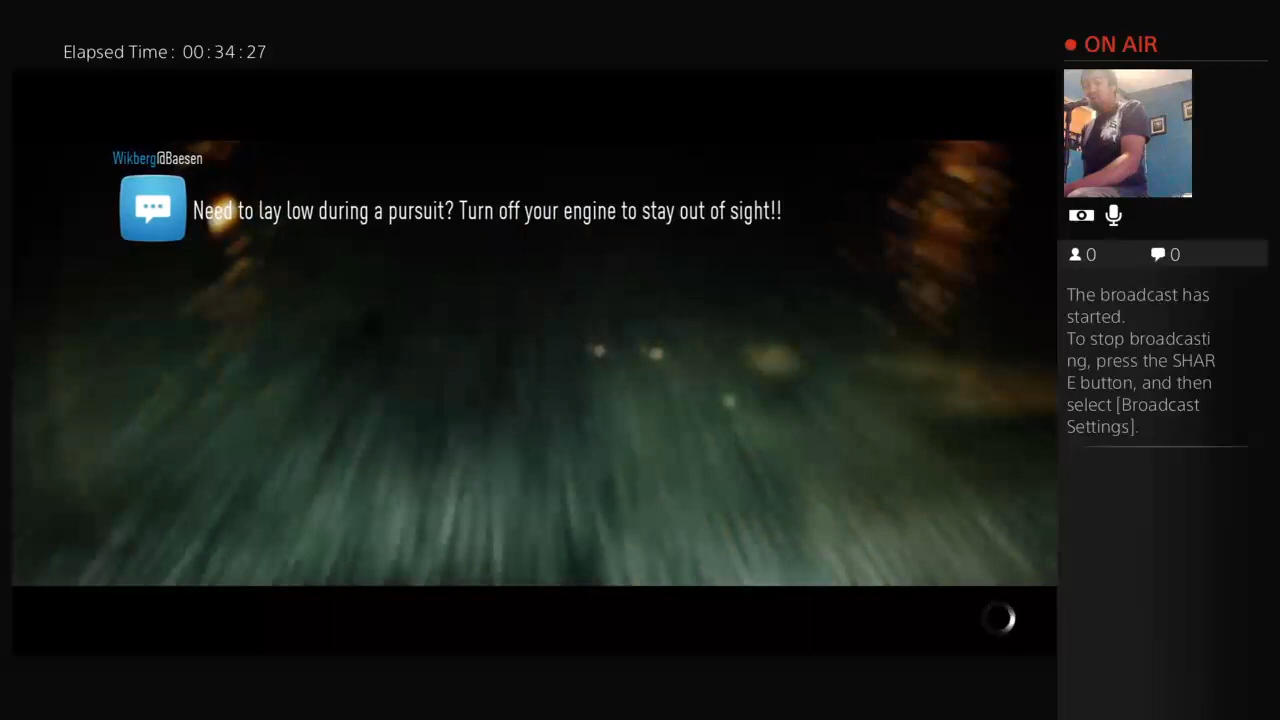 Elapsed Time: 00:34:27
ON AIR
Wikberg@Baesen
Need to lay low during a pursuit? Turn off your engine to stay out of sight!!
0 0
The broadcast has
started.
To stop broadcasti
ng, press the SHAR
E button, and then
select [Broadcast
Settings].